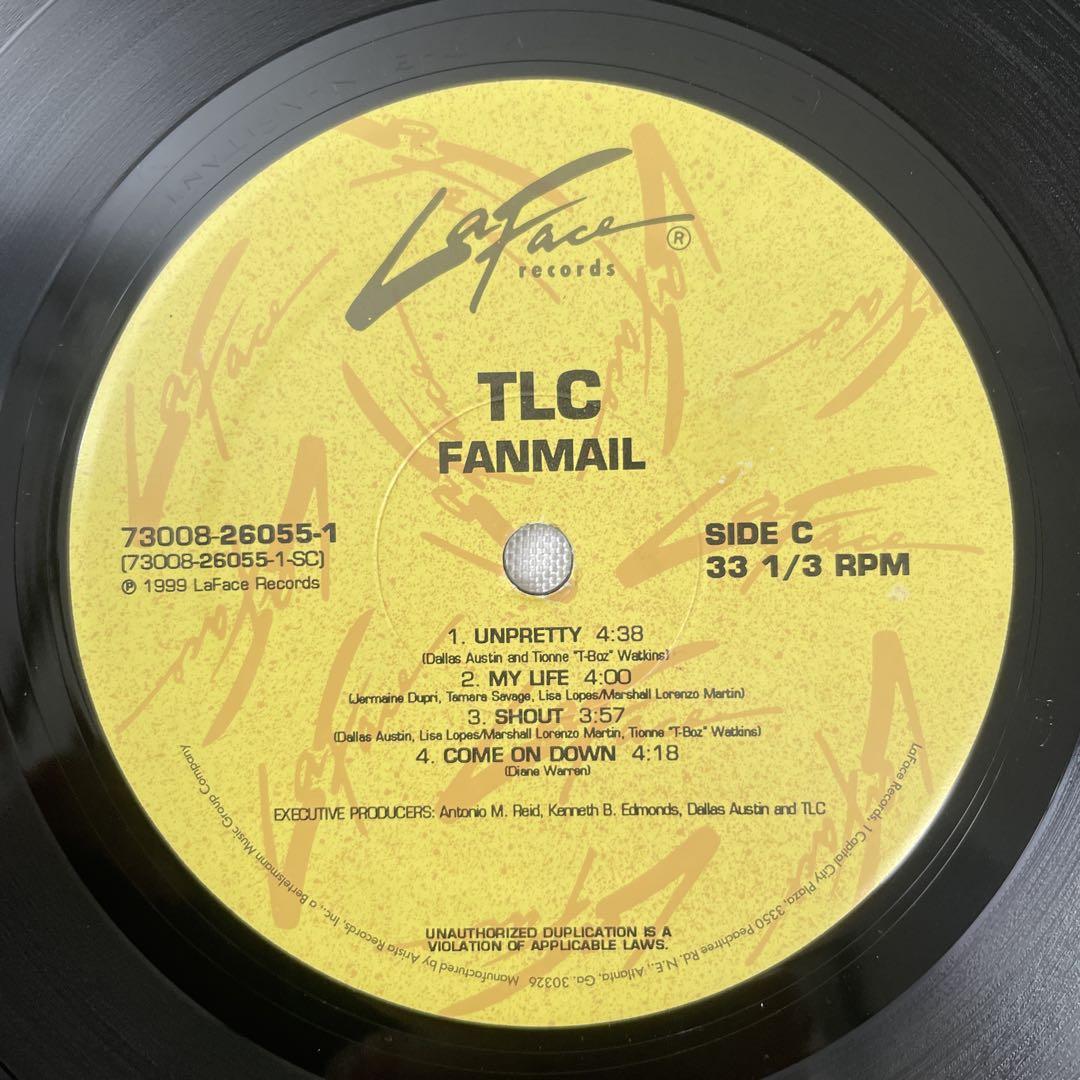 LaFace ®
records
TLC
FANMAIL
73008-26055-1
(73008-26055-1-SC)
℗ 1999 LaFace Records
SIDE C
33 1/3 RPM
1. UNPRETTY 4:38
(Dallas Austin and Tionne "T-Boz" Watkins)
2. MY LIFE 4:00
(Jermaine Dupri, Tamara Savage, Lisa Lopes/Marshall Lorenzo Martin)
3. SHOUT 3:57
(Dallas Austin, Lisa Lopes/Marshall Lorenzo Martin, Tionne "T-Boz" Watkins)
4. COME ON DOWN 4:18
(Diane Warren)
EXECUTIVE PRODUCERS: Antonio M. Reid, Kenneth B. Edmonds, Dallas Austin and TLC
UNAUTHORIZED DUPLICATION IS A
VIOLATION OF APPLICABLE LAWS.
LaFace Records, 1 Capital City Plaza, 3350 Peachtree Rd. N.E., Atlanta, Ga. 30326 Manufactured by Arista Records, Inc., a Bertelsmann Music Group Company